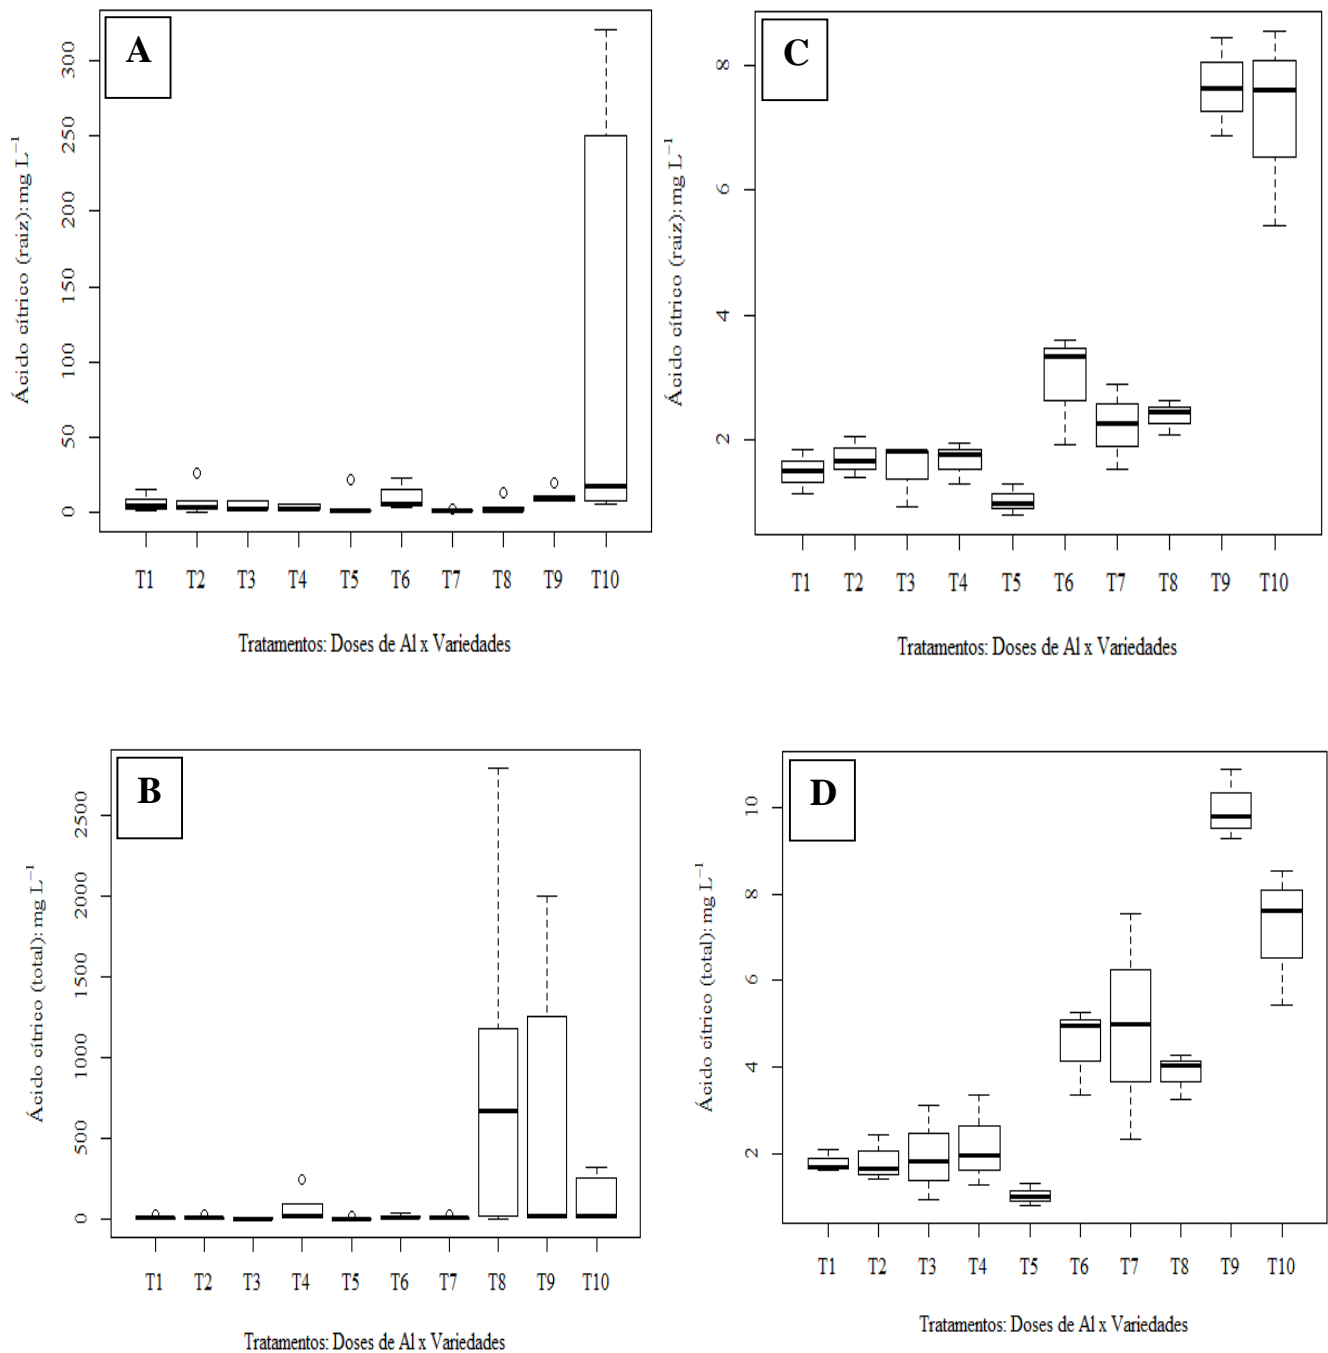 A
Ácido cítrico (raiz): mg L⁻¹
300
250
200
150
100
50
0
T1 T2 T3 T4 T5 T6 T7 T8 T9 T10
Tratamentos: Doses de Al x Variedades
C
Ácido cítrico (raiz): mg L⁻¹
8
6
4
2
T1 T2 T3 T4 T5 T6 T7 T8 T9 T10
Tratamentos: Doses de Al x Variedades
B
Ácido cítrico (total): mg L⁻¹
2500
2000
1500
1000
500
0
T1 T2 T3 T4 T5 T6 T7 T8 T9 T10
Tratamentos: Doses de Al x Variedades
D
Ácido cítrico (total): mg L⁻¹
10
8
6
4
2
T1 T2 T3 T4 T5 T6 T7 T8 T9 T10
Tratamentos: Doses de Al x Variedades